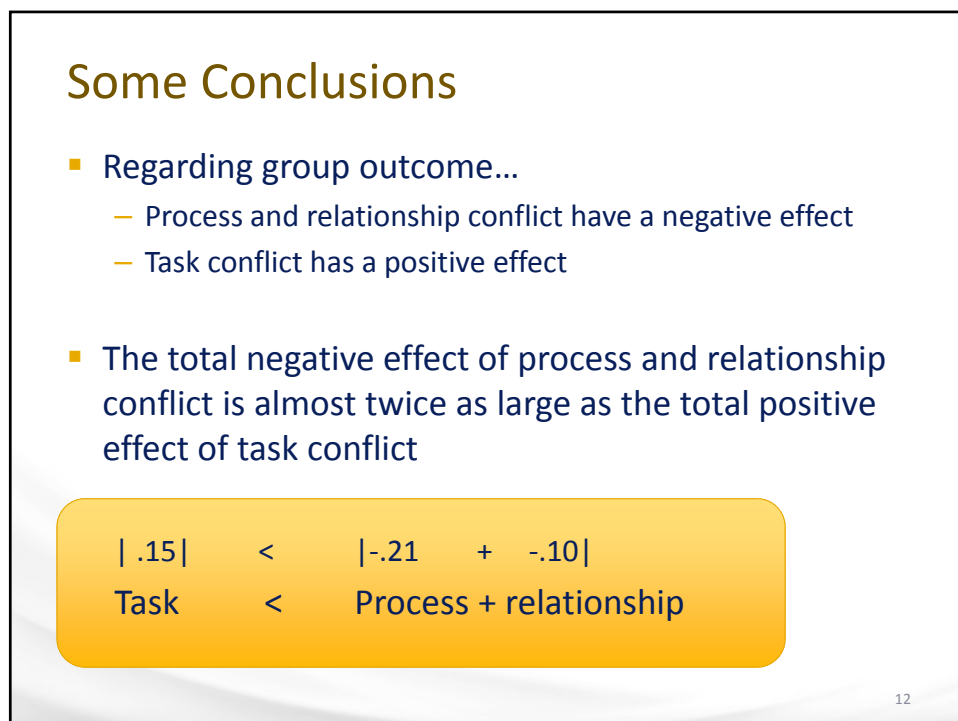 Some Conclusions
▪ Regarding group outcome…
– Process and relationship conflict have a negative effect
– Task conflict has a positive effect
▪ The total negative effect of process and relationship
conflict is almost twice as large as the total positive
effect of task conflict
| .15| < |-.21 + -.10|
Task < Process + relationship
12